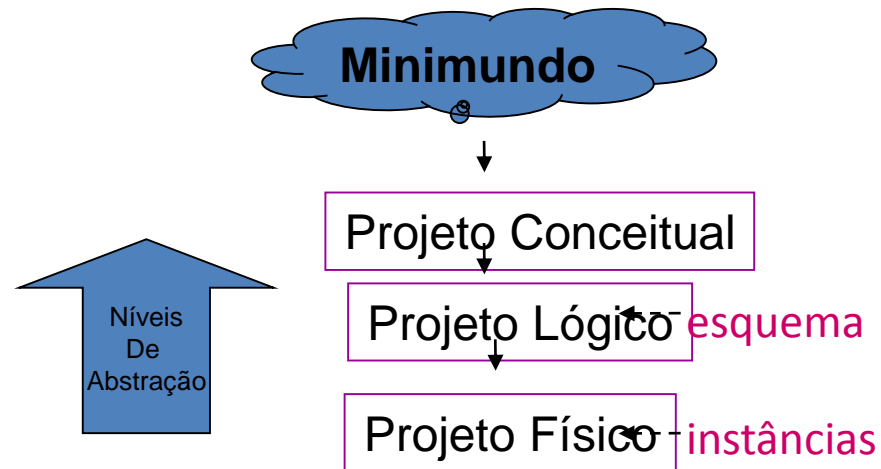 Minimundo
Projeto Conceitual
Níveis
De
Abstração
Projeto Lógico
esquema
Projeto Físico
instâncias